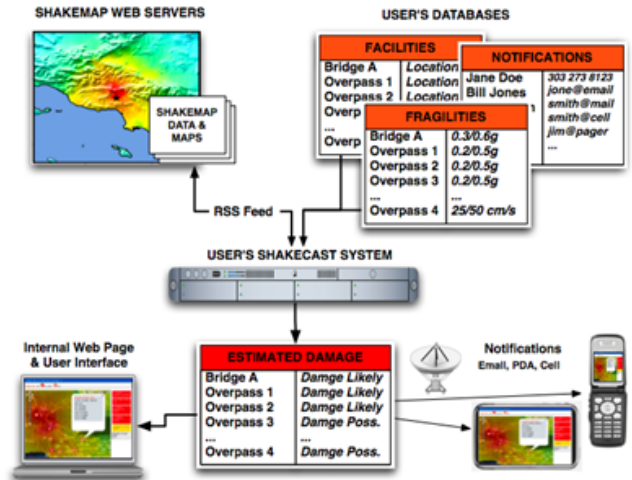 SHAKEMAP WEB SERVERS
USER'S DATABASES
SHAKEMAP
DATA &
MAPS
FACILITIES
Bridge A Location
Overpass 1 Location
Overpass 2 Location
Overp
...
Overp
NOTIFICATIONS
Jane Doe 303 273 8123
Bill Jones jone@email
smith@mail
smith@cell
jim@pager
...
FRAGILITIES
Bridge A 0.3/0.6g
Overpass 1 0.2/0.5g
Overpass 2 0.2/0.5g
Overpass 3 0.2/0.5g
... ...
Overpass 4 25/50 cm/s
RSS Feed
USER'S SHAKECAST SYSTEM
Internal Web Page
& User Interface
ESTIMATED DAMAGE
Bridge A Damge Likely
Overpass 1 Damge Likely
Overpass 2 Damge Likely
Overpass 3 Damge Poss.
... ...
Overpass 4 Damge Poss.
Notifications
Email, PDA, Cell